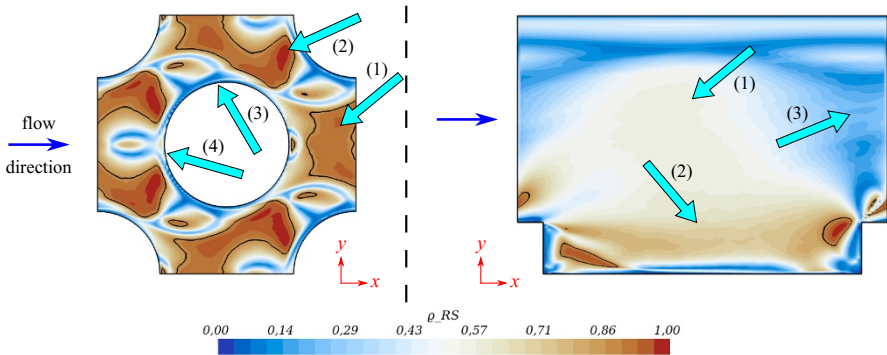 (2)
(1)
(3)
(4)
flow
direction
y
x
(1)
(3)
(2)
y
x
ϱ_RS
0,00 0,14 0,29 0,43 0,57 0,71 0,86 1,00